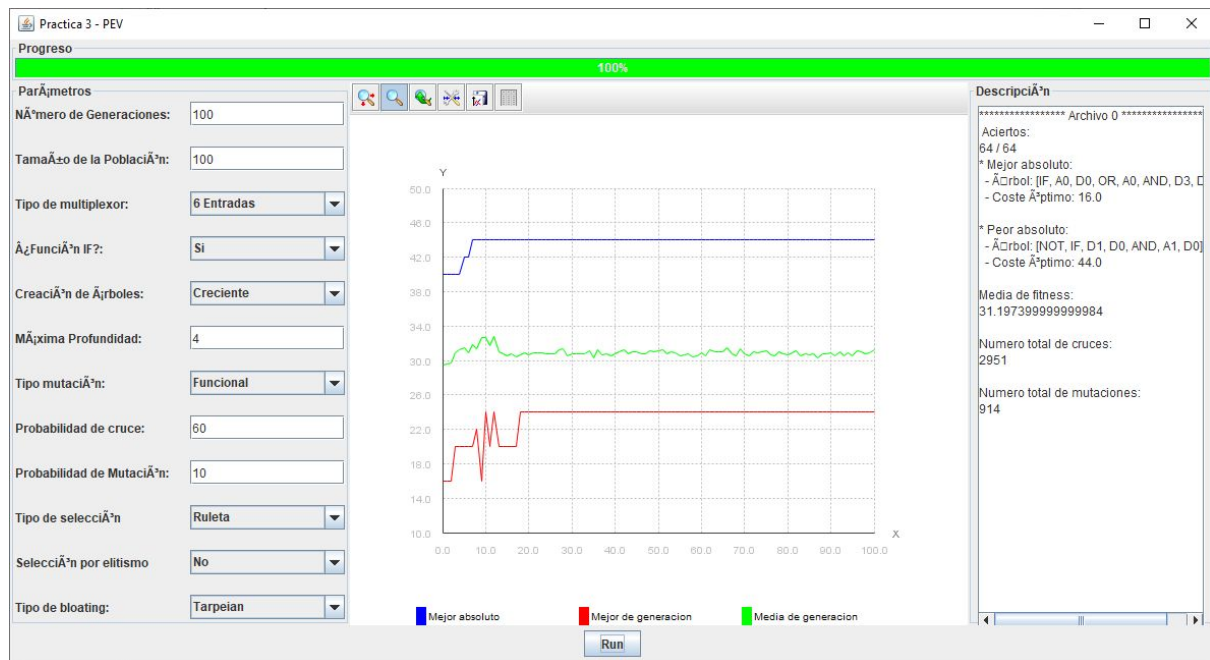 Practica 3 - PEV
Progreso
100%
ParÃ¡metros
NÃºmero de Generaciones:
100
TamaÃ±o de la PoblaciÃ³n:
100
Tipo de multiplexor:
6 Entradas
Â¿FunciÃ³n IF?:
Si
CreaciÃ³n de Ã¡rboles:
Creciente
MÃ¡xima Profundidad:
4
Tipo mutaciÃ³n:
Funcional
Probabilidad de cruce:
60
Probabilidad de MutaciÃ³n:
10
Tipo de selecciÃ³n
Ruleta
SelecciÃ³n por elitismo
No
Tipo de bloating:
Tarpeian
Y
50.0
46.0
42.0
38.0
34.0
30.0
26.0
22.0
18.0
14.0
10.0
X
0.0 10.0 20.0 30.0 40.0 50.0 60.0 70.0 80.0 90.0 100.0
Mejor absoluto
Mejor de generacion
Media de generacion
DescripciÃ³n
***************** Archivo 0 ****************
Aciertos:
64 / 64
* Mejor absoluto:
- Ã□rbol: [IF, A0, D0, OR, A0, AND, D3, D
- Coste Ã³ptimo: 16.0
* Peor absoluto:
- Ã□rbol: [NOT, IF, D1, D0, AND, A1, D0]
- Coste Ã³ptimo: 44.0
Media de fitness:
31.197399999999984
Numero total de cruces:
2951
Numero total de mutaciones:
914
Run